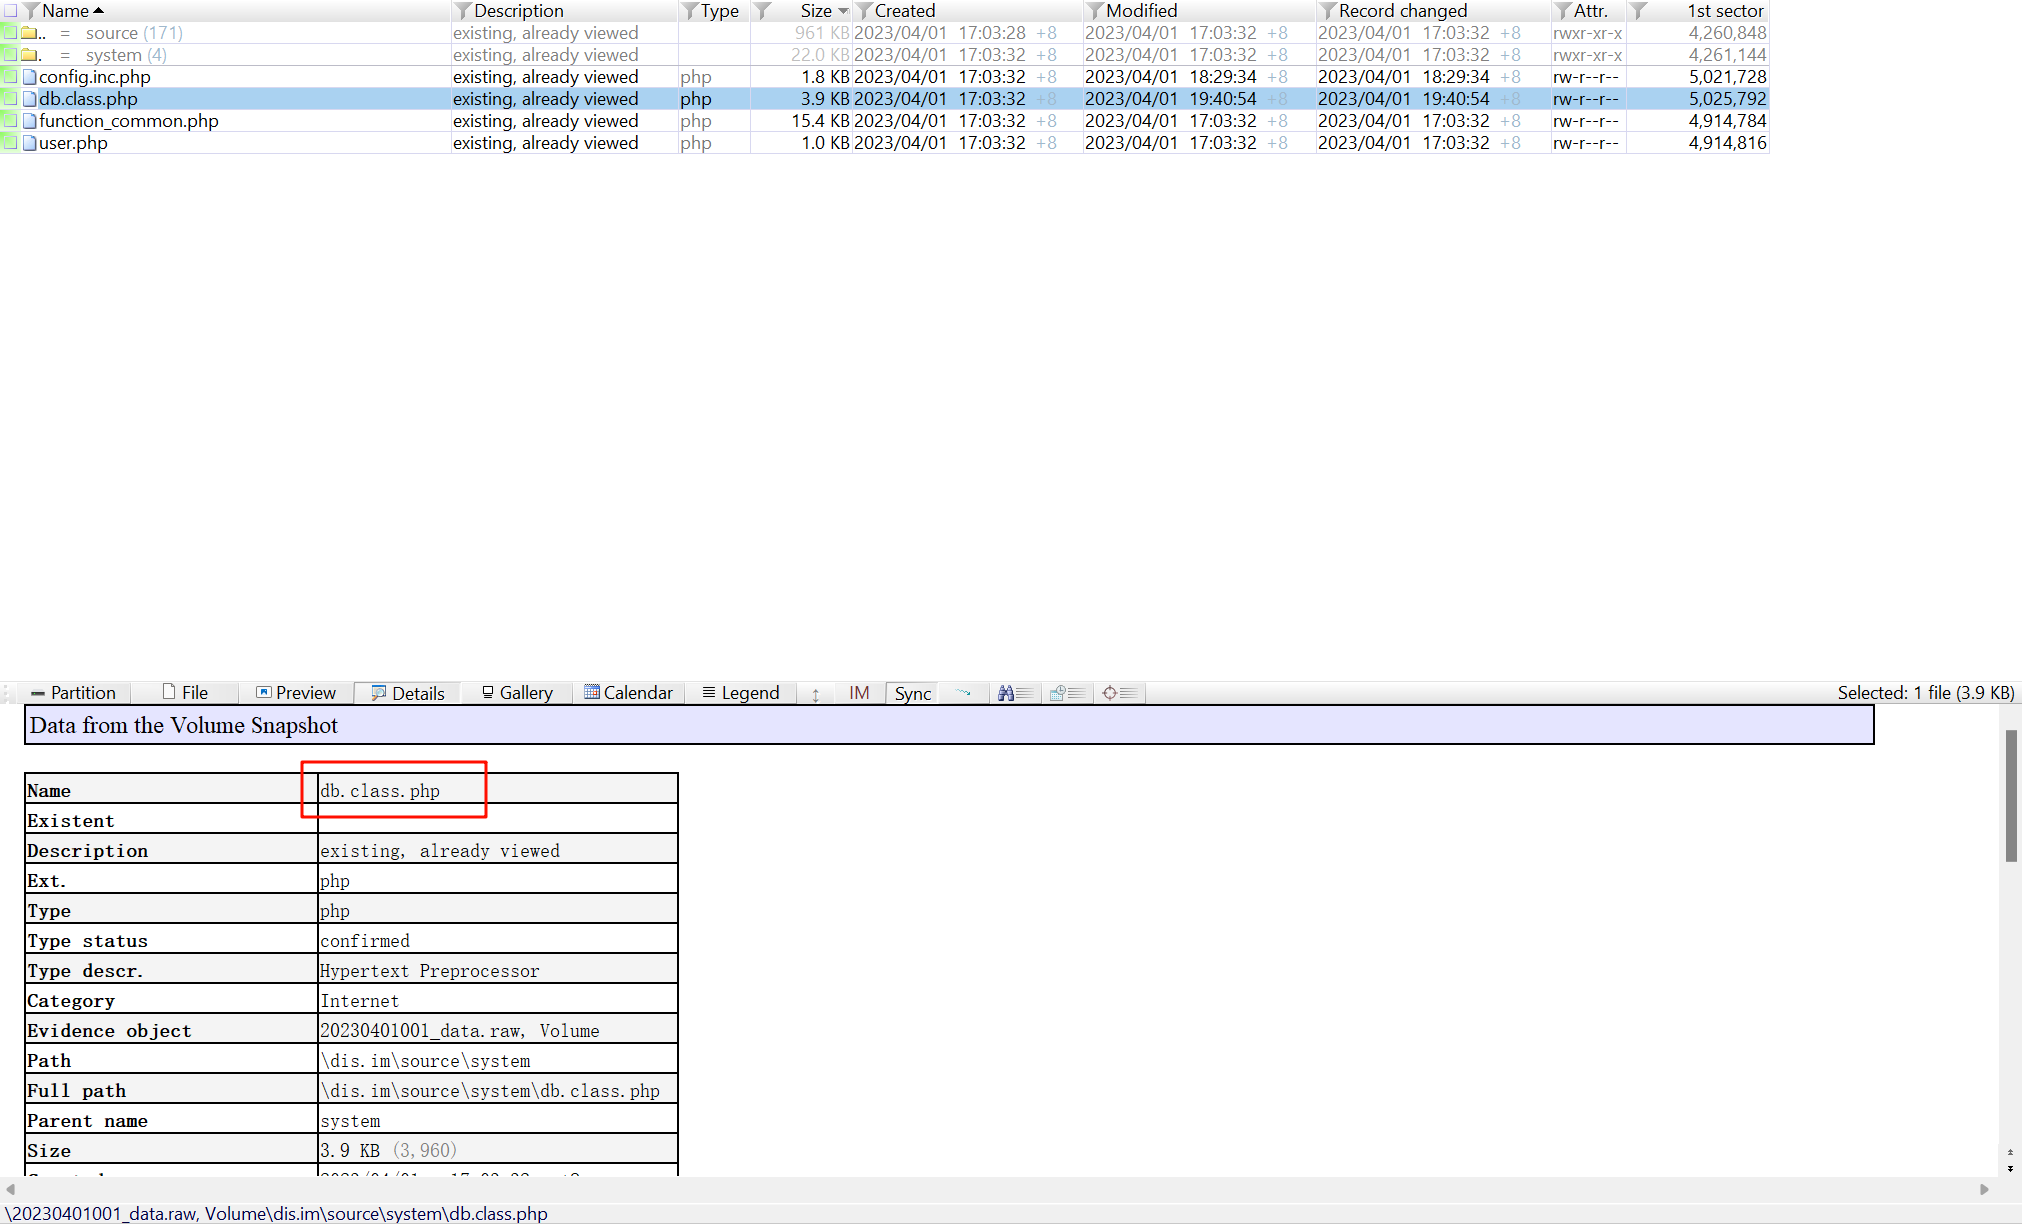 Name Description Type Size Created Modified Record changed Attr. 1st sector
.. = source (171) existing, already viewed 961 KB 2023/04/01 17:03:28 +8 2023/04/01 17:03:32 +8 2023/04/01 17:03:32 +8 rwxr-xr-x 4,260,848
. = system (4) existing, already viewed 22.0 KB 2023/04/01 17:03:32 +8 2023/04/01 17:03:32 +8 2023/04/01 17:03:32 +8 rwxr-xr-x 4,261,144
config.inc.php existing, already viewed php 1.8 KB 2023/04/01 17:03:32 +8 2023/04/01 18:29:34 +8 2023/04/01 18:29:34 +8 rw-r--r-- 5,021,728
db.class.php existing, already viewed php 3.9 KB 2023/04/01 17:03:32 +8 2023/04/01 19:40:54 +8 2023/04/01 19:40:54 +8 rw-r--r-- 5,025,792
function_common.php existing, already viewed php 15.4 KB 2023/04/01 17:03:32 +8 2023/04/01 17:03:32 +8 2023/04/01 17:03:32 +8 rw-r--r-- 4,914,784
user.php existing, already viewed php 1.0 KB 2023/04/01 17:03:32 +8 2023/04/01 17:03:32 +8 2023/04/01 17:03:32 +8 rw-r--r-- 4,914,816
Partition File Preview Details Gallery Calendar Legend IM Sync Selected: 1 file (3.9 KB)
Data from the Volume Snapshot
Name db.class.php
Existent
Description existing, already viewed
Ext. php
Type php
Type status confirmed
Type descr. Hypertext Preprocessor
Category Internet
Evidence object 20230401001_data.raw, Volume
Path \dis.im\source\system
Full path \dis.im\source\system\db.class.php
Parent name system
Size 3.9 KB (3,960)
\20230401001_data.raw, Volume\dis.im\source\system\db.class.php